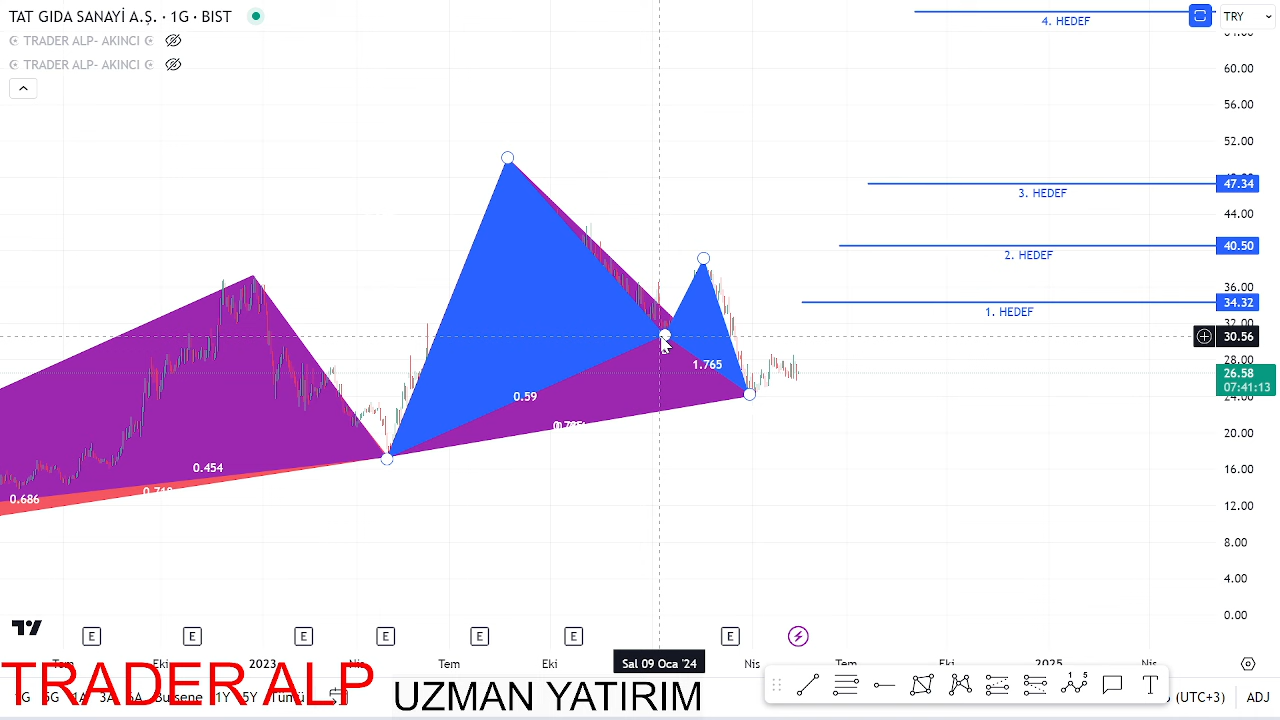 TAT GIDA SANAYİ A.Ş. · 1G · BIST
TRY
TRADER ALP- AKINCI
TRADER ALP- AKINCI
4. HEDEF
60.00
56.00
52.00
47.34
3. HEDEF
44.00
40.50
2. HEDEF
36.00
34.32
1. HEDEF
32.00
30.56
28.00
1.765
26.58
07:41:13
24.00
0.59
20.00
0.454
16.00
0.686
12.00
8.00
4.00
0.00
E E E E E E E
Tem Eki 2023 Nis Tem Eki Sal 09 Oca '24 Nis Tem Eki 2025 Nis
TRADER ALP
UZMAN YATIRIM
5Y
(UTC+3) ADJ